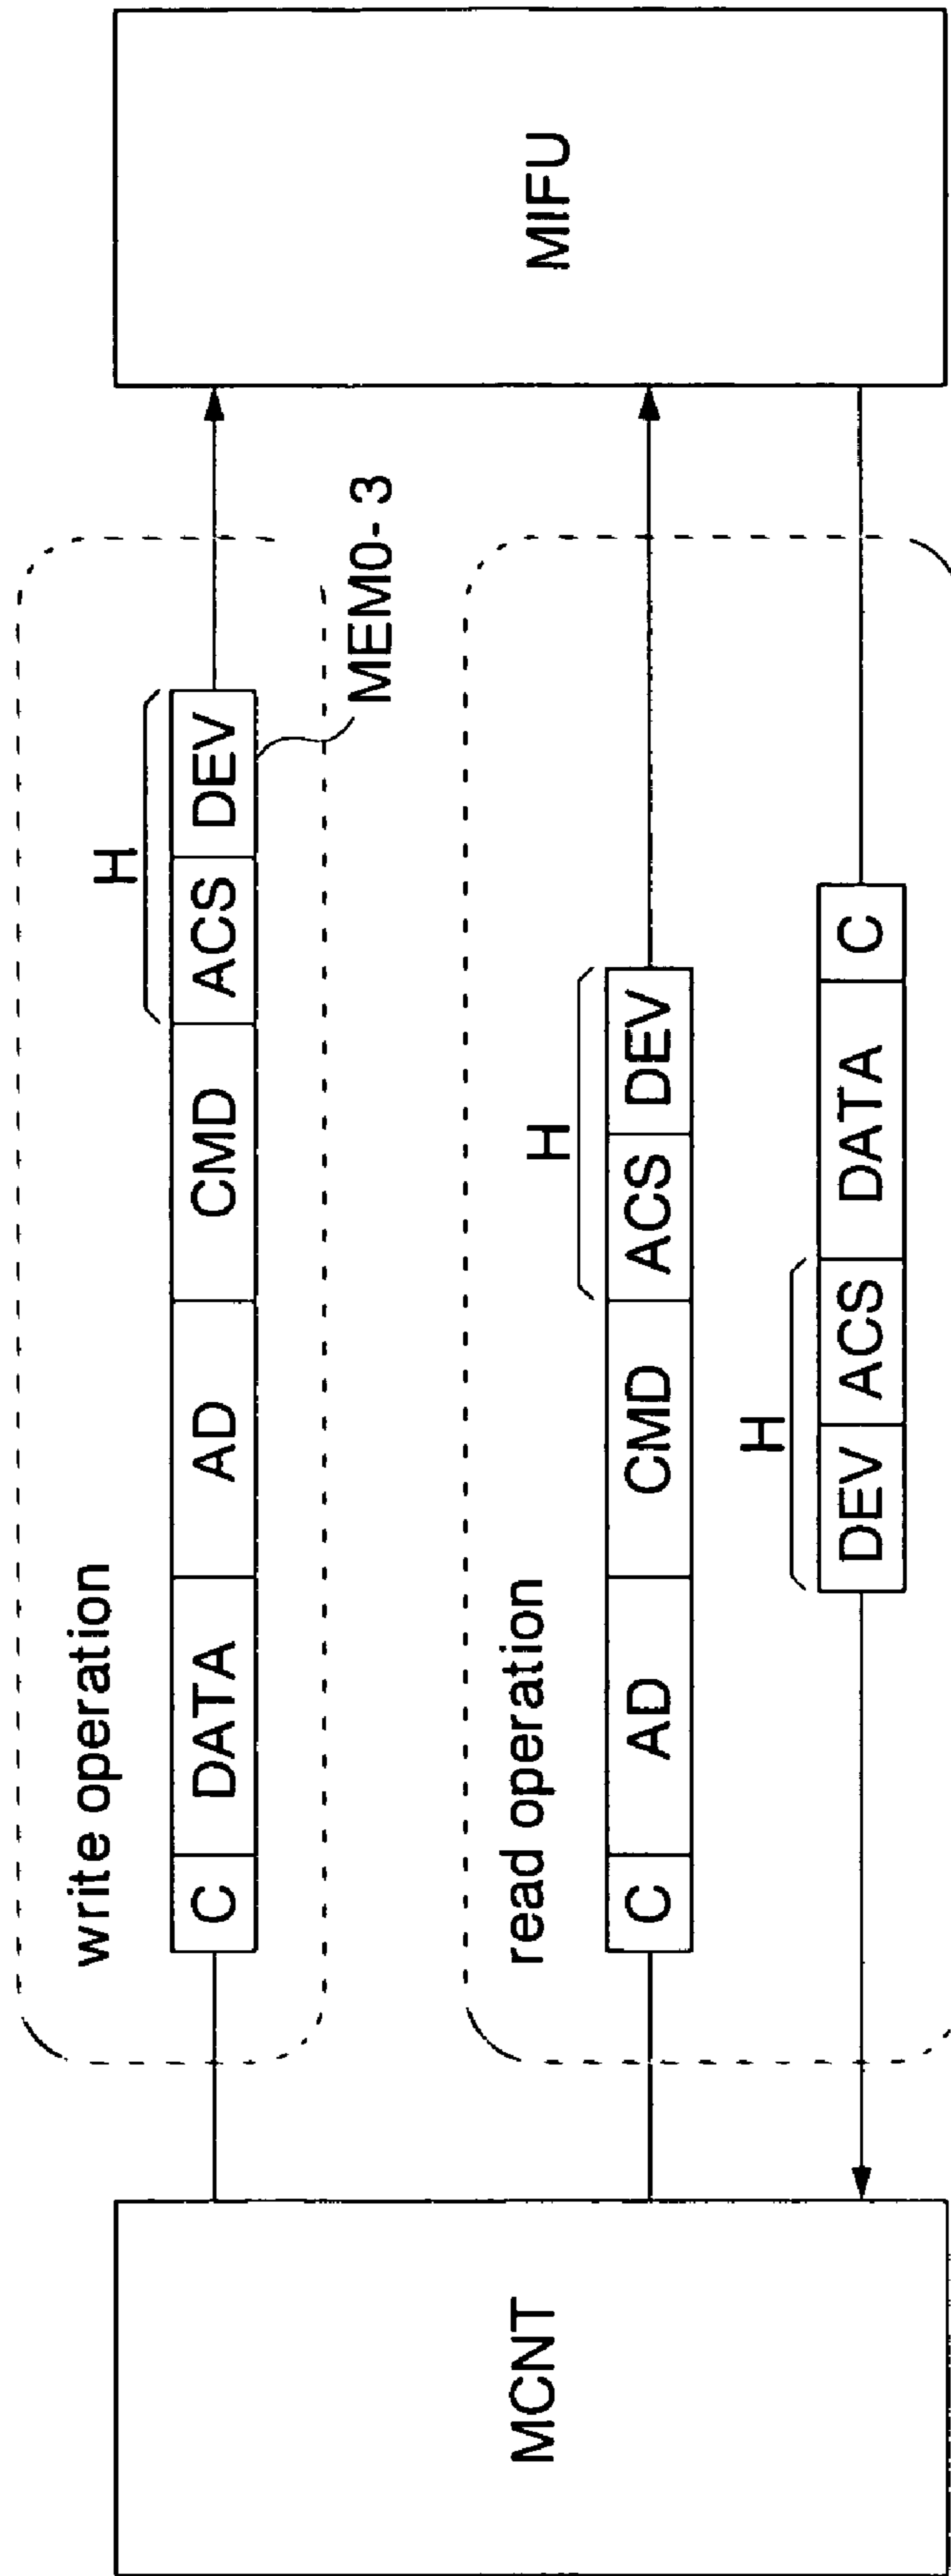 write operation
H
C DATA AD CMD ACS DEV
MEM0-3
read operation
H
C AD CMD ACS DEV
H
DEV ACS DATA C
MCNT
MIFU